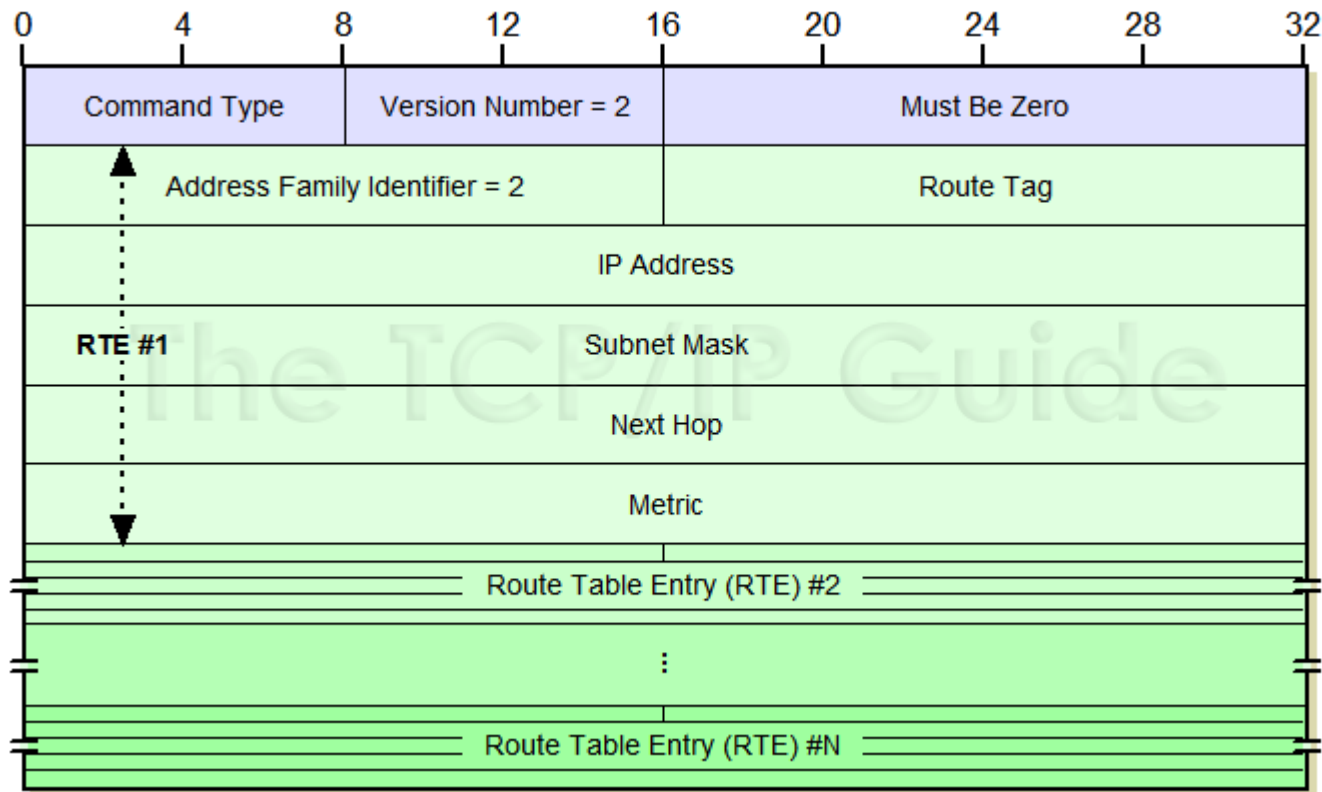 0 4 8 12 16 20 24 28 32
Command Type Version Number = 2 Must Be Zero
Address Family Identifier = 2 Route Tag
IP Address
RTE #1 Subnet Mask
The TCP/IP Guide
Next Hop
Metric
Route Table Entry (RTE) #2
⋮
Route Table Entry (RTE) #N